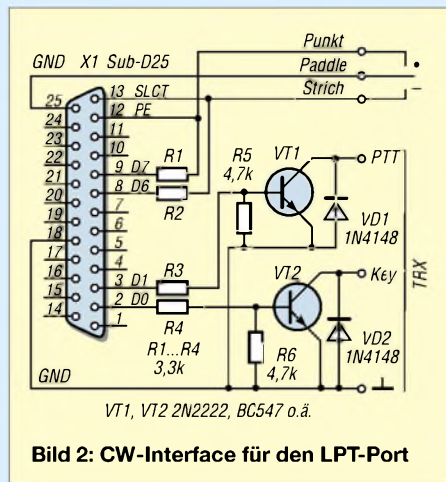 GND X1 Sub-D25
Punkt
Paddle
Strich
25
24
23
22
21
20
19
18
17
16
15
14
13 SLCT
12 PE
11
10
9 D7
8 D6
7
6
5
4
3 D1
2 D0
1
R1
R2
R3
R4
R1...R4
3,3k
R5
4,7k
VT1
PTT
VD1
1N4148
VT2
Key
VD2
1N4148
R6
4,7k
TRX
GND
VT1, VT2 2N2222, BC547 o.ä.
Bild 2: CW-Interface für den LPT-Port